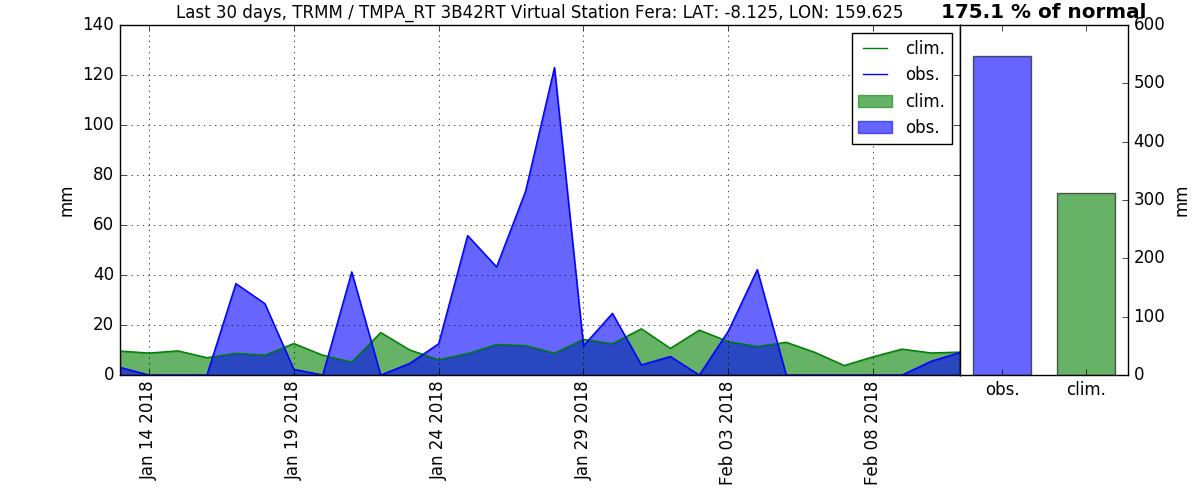 Last 30 days, TRMM / TMPA_RT 3B42RT Virtual Station Fera: LAT: -8.125, LON: 159.625
175.1 % of normal
140
120
100
80
60
40
20
0
mm
clim.
obs.
clim.
obs.
Jan 14 2018
Jan 19 2018
Jan 24 2018
Jan 29 2018
Feb 03 2018
Feb 08 2018
600
500
400
300
200
100
0
mm
obs.
clim.